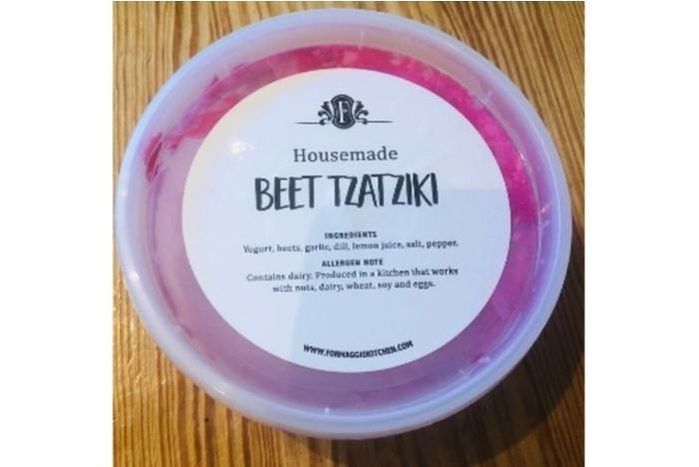 F
Housemade
BEET TZATZIKI
INGREDIENTS
Yogurt, beets, garlic, dill, lemon juice, salt, pepper.
ALLERGEN NOTE
Contains dairy. Produced in a kitchen that works
with nuts, dairy, wheat, soy and eggs.
WWW.FORMAGGIOKITCHEN.COM